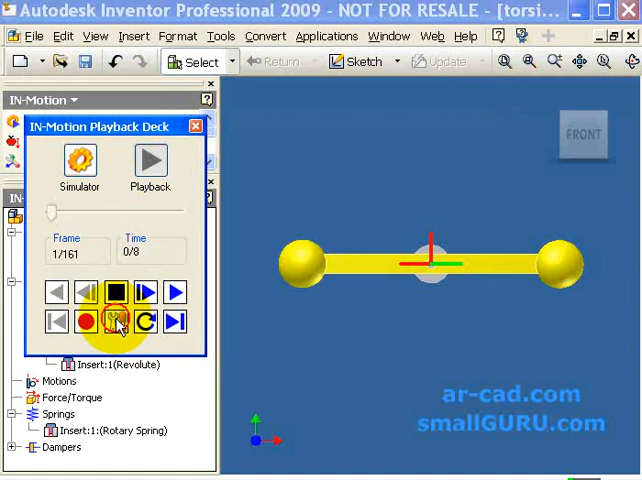 Autodesk Inventor Professional 2009 - NOT FOR RESALE - [torsi...
File Edit View Insert Format Tools Convert Applications Window Web Help
Select Return Sketch Update
IN-Motion
IN-Motion Playback Deck
FRONT
Simulator Playback
Frame Time
1/161 0/8
Insert:1(Revolute)
Motions
Force/Torque
Springs
Insert:1:(Rotary Spring)
Dampers
ar-cad.com
smallGURU.com